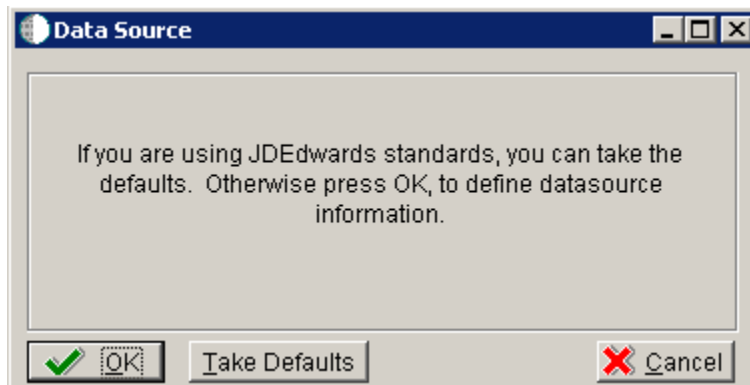 Data Source
If you are using JDEdwards standards, you can take the
defaults. Otherwise press OK, to define datasource
information.
OK
Take Defaults
Cancel